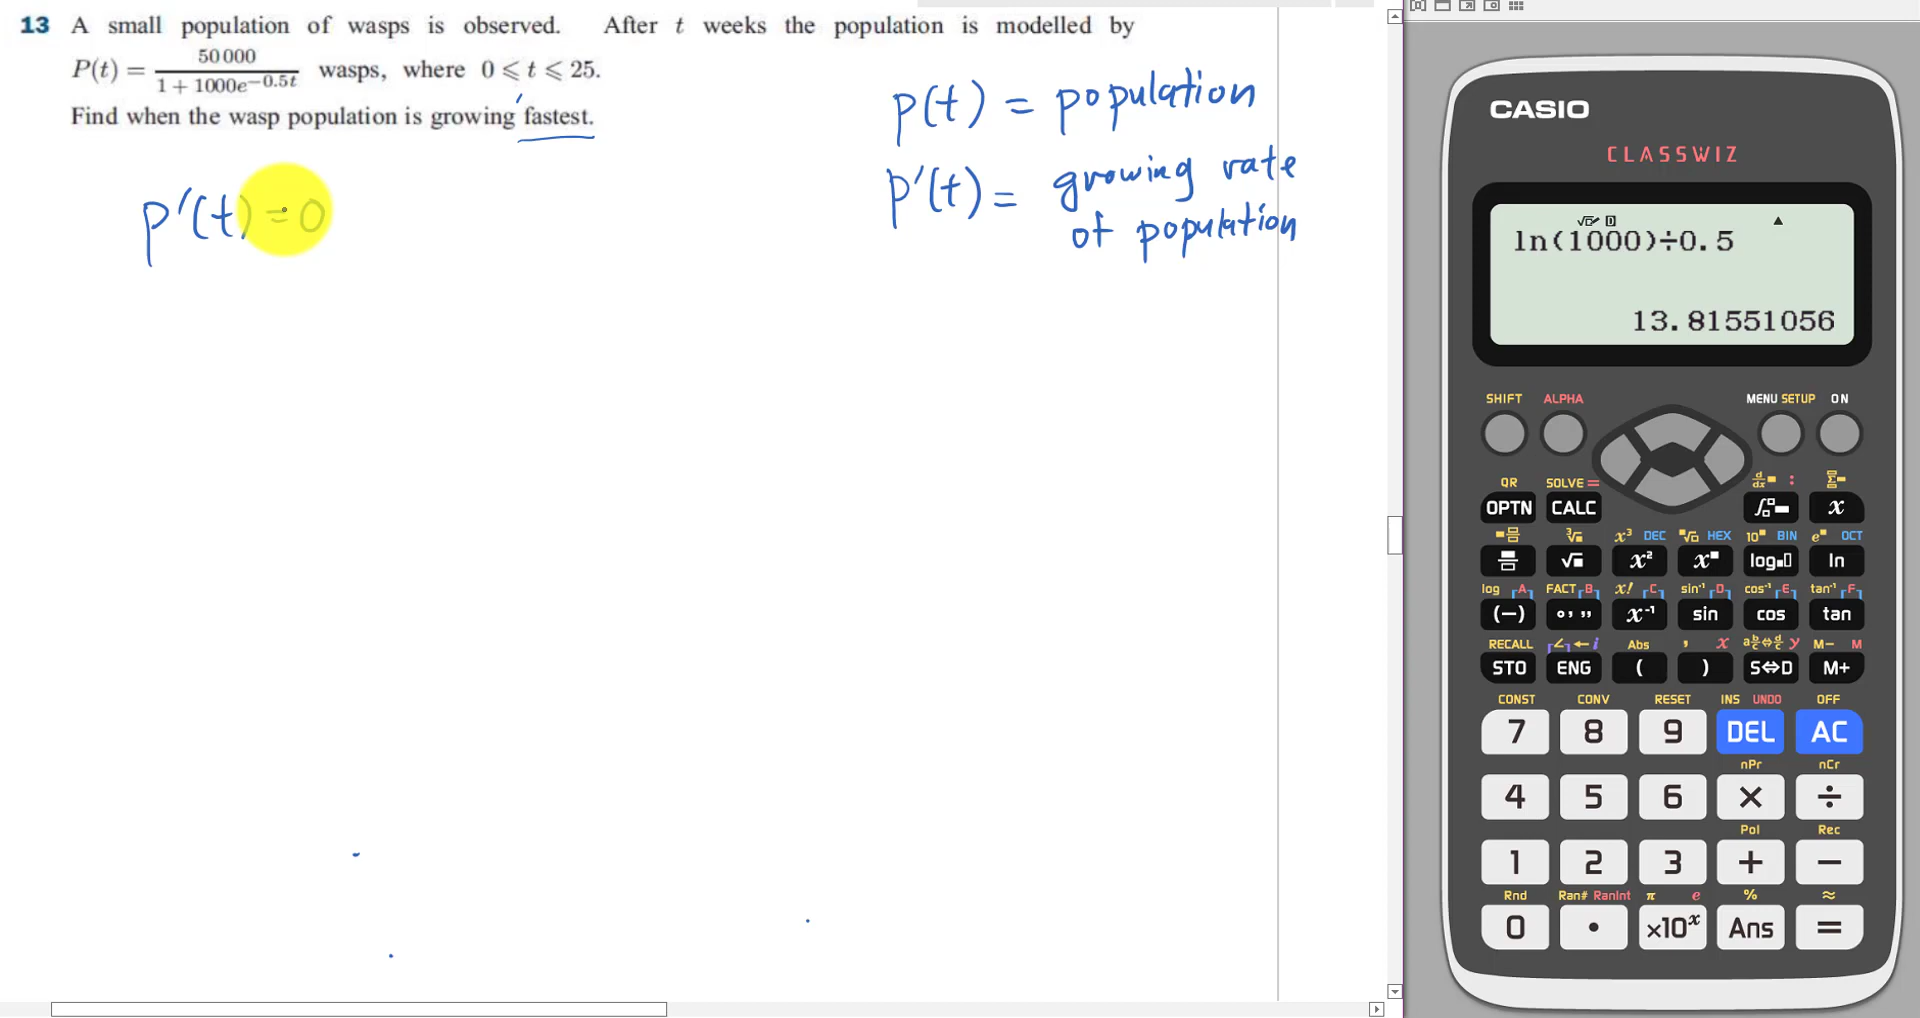 13 A small population of wasps is observed. After t weeks the population is modelled by
P(t) = 50 000 / 1 + 1000e^−0.5t wasps, where 0 ⩽ t ⩽ 25.
Find when the wasp population is growing fastest.
P(t) = population
P'(t) = growing rate
of population
P'(t) = 0
CASIO
CLASSWIZ
√▫/ D ▲
ln(1000)÷0.5
13.81551056
SHIFT ALPHA MENU SETUP ON
QR SOLVE = d/dx▪ : Σ▪
OPTN CALC ∫▪ x
x³ DEC ▪√▫ HEX 10▪ BIN e▪ OCT
√▪ x² x▪ log▪▫ ln
log A FACT B x! C sin⁻¹ D cos⁻¹ E tan⁻¹ F
(−) ° ’ ” x⁻¹ sin cos tan
RECALL ∠ ← i Abs , x a b/c⇔d/c y M− M
STO ENG ( ) S⇔D M+
CONST CONV RESET INS UNDO OFF
7 8 9 DEL AC
nPr nCr
4 5 6 × ÷
Pol Rec
1 2 3 + −
Rnd Ran# RanInt π e % ≈
0 • ×10ˣ Ans =